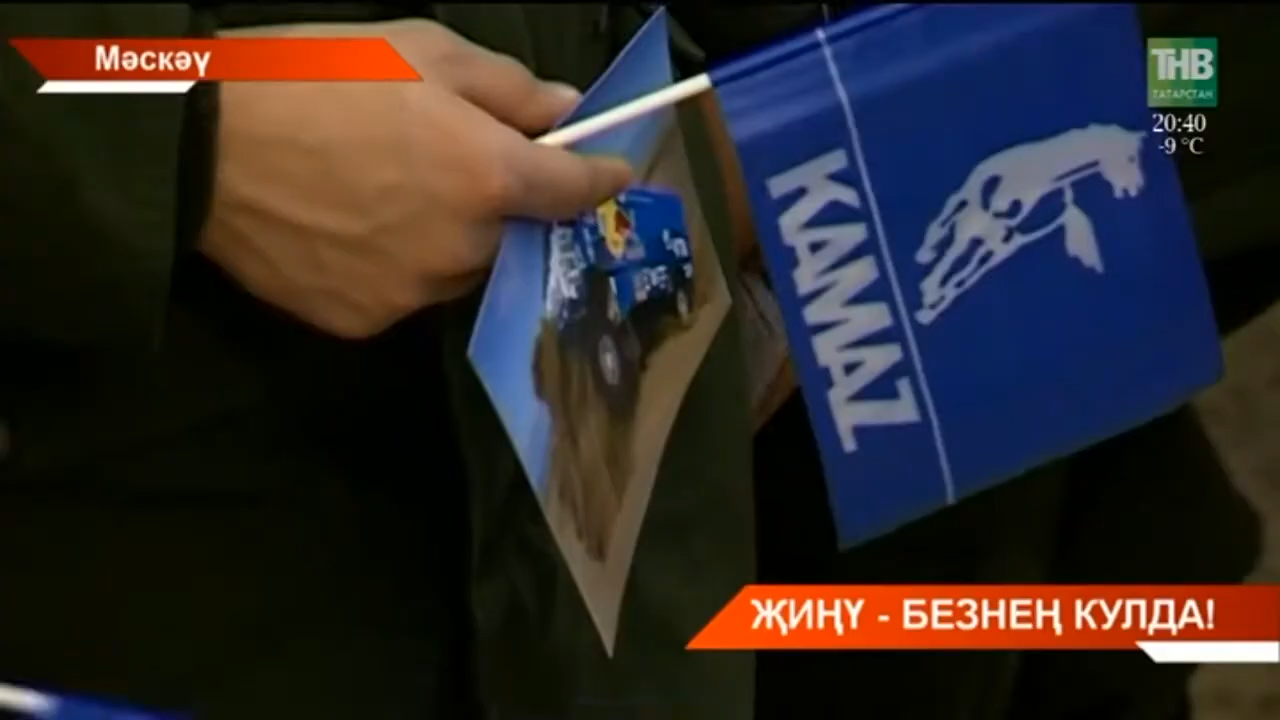 Мәскәү
ТНВ
ТАТАРСТАН
20:40
-9 °C
KAMAZ
ҖИҢҮ - БЕЗНЕҢ КУЛДА!